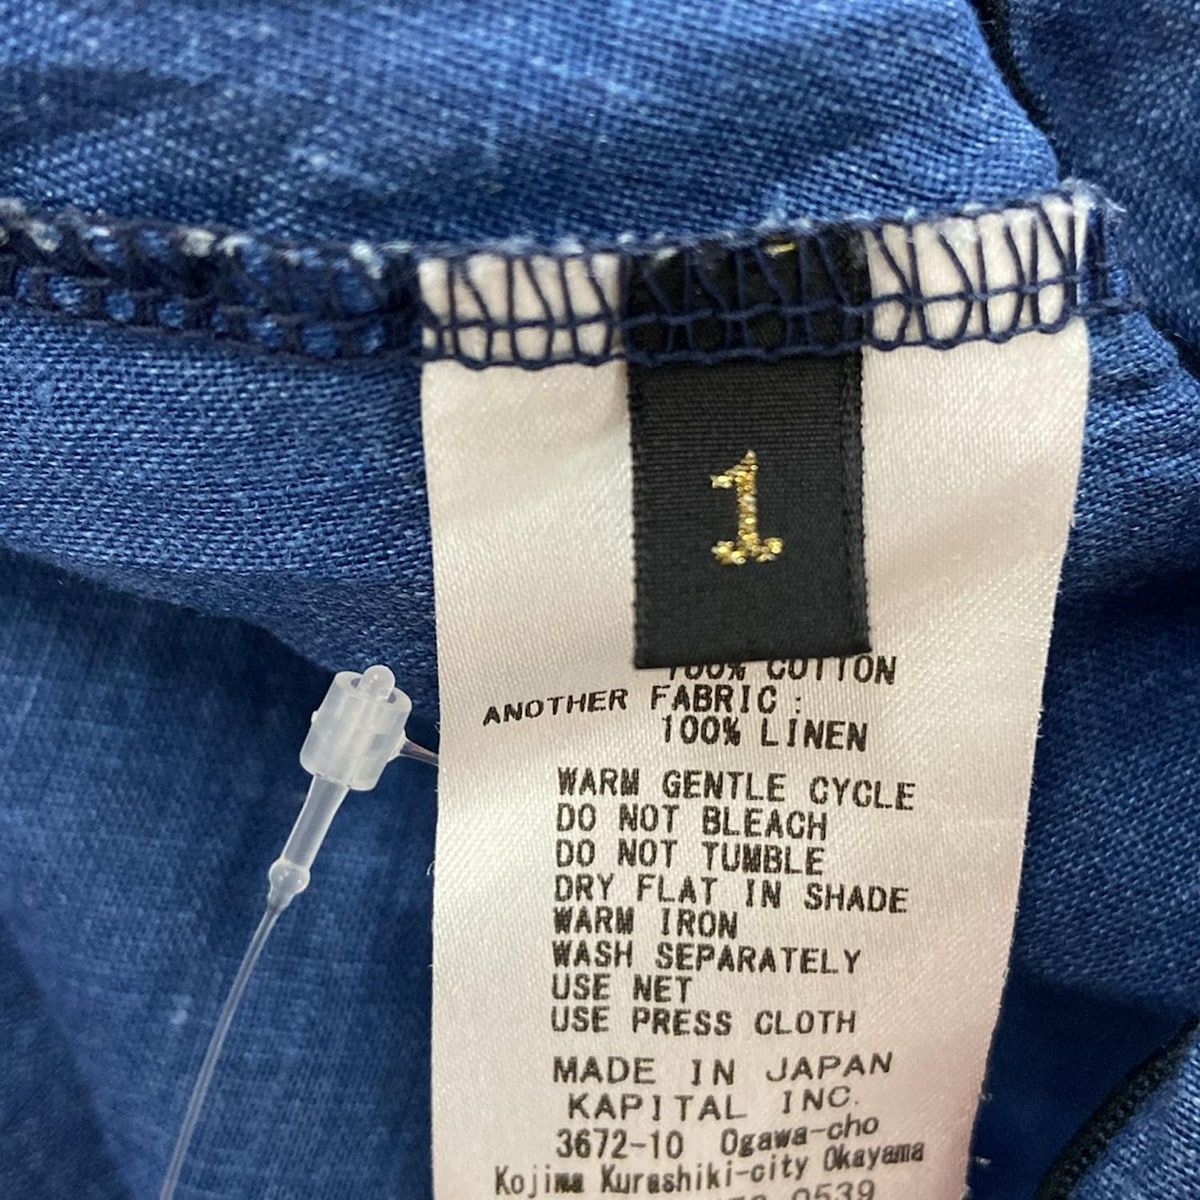 1
100% COTTON
ANOTHER FABRIC :
100% LINEN
WARM GENTLE CYCLE
DO NOT BLEACH
DO NOT TUMBLE
DRY FLAT IN SHADE
WARM IRON
WASH SEPARATELY
USE NET
USE PRESS CLOTH
MADE IN JAPAN
KAPITAL INC.
3672-10 Ogawa-cho
Kojima Kurashiki-city Okayama
0539